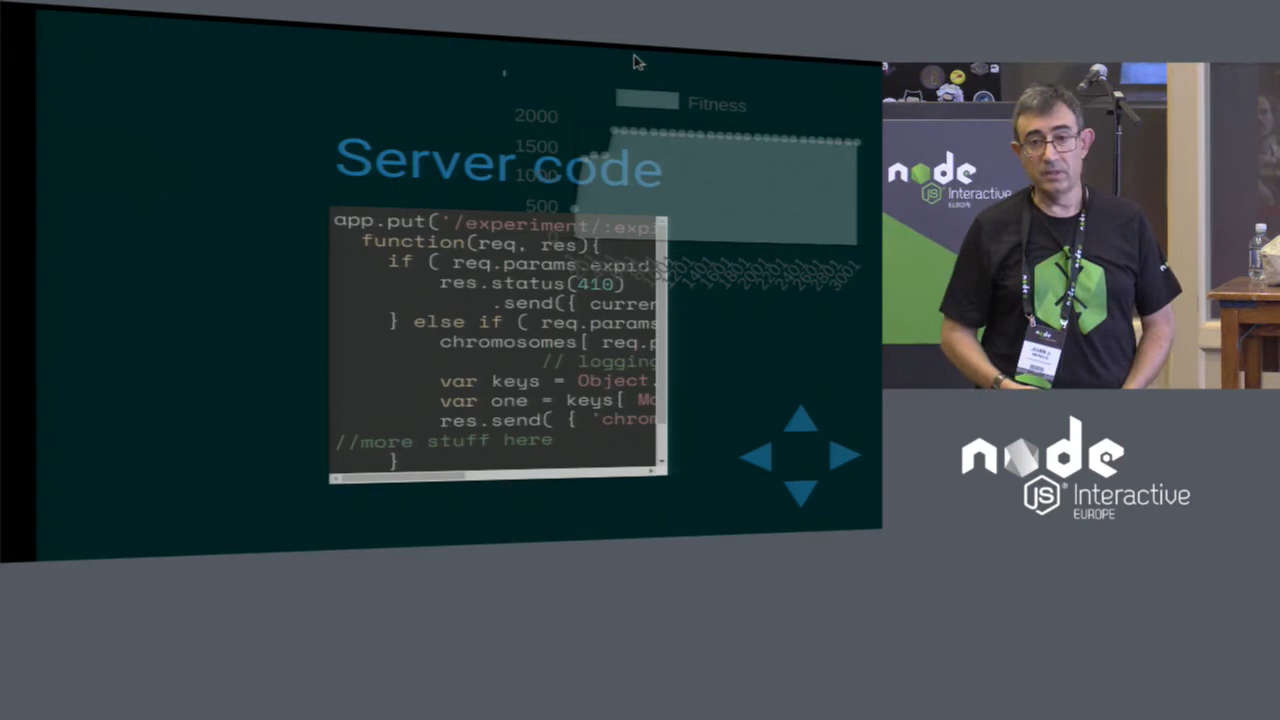 Fitness
2000
1500
1000
500
Server code
app.put('/experiment/:expi
function(req, res){
if ( req.params.expid
res.status(410)
.send({ curren
} else if ( req.params
chromosomes[ req.p
// logging
var keys = Object.
var one = keys[ Ma
res.send( { 'chrom
//more stuff here
}
node
JS Interactive
EUROPE
JUAN J.
node
JS Interactive
EUROPE